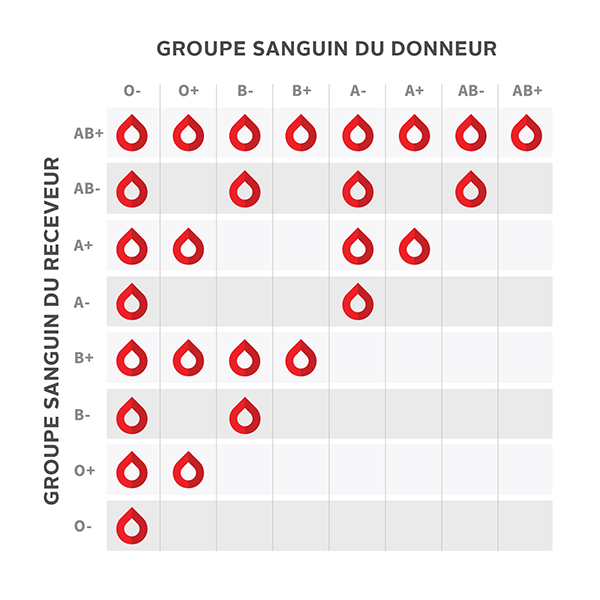 GROUPE SANGUIN DU DONNEUR
O- O+ B- B+ A- A+ AB- AB+
GROUPE SANGUIN DU RECEVEUR
AB+
AB-
A+
A-
B+
B-
O+
O-